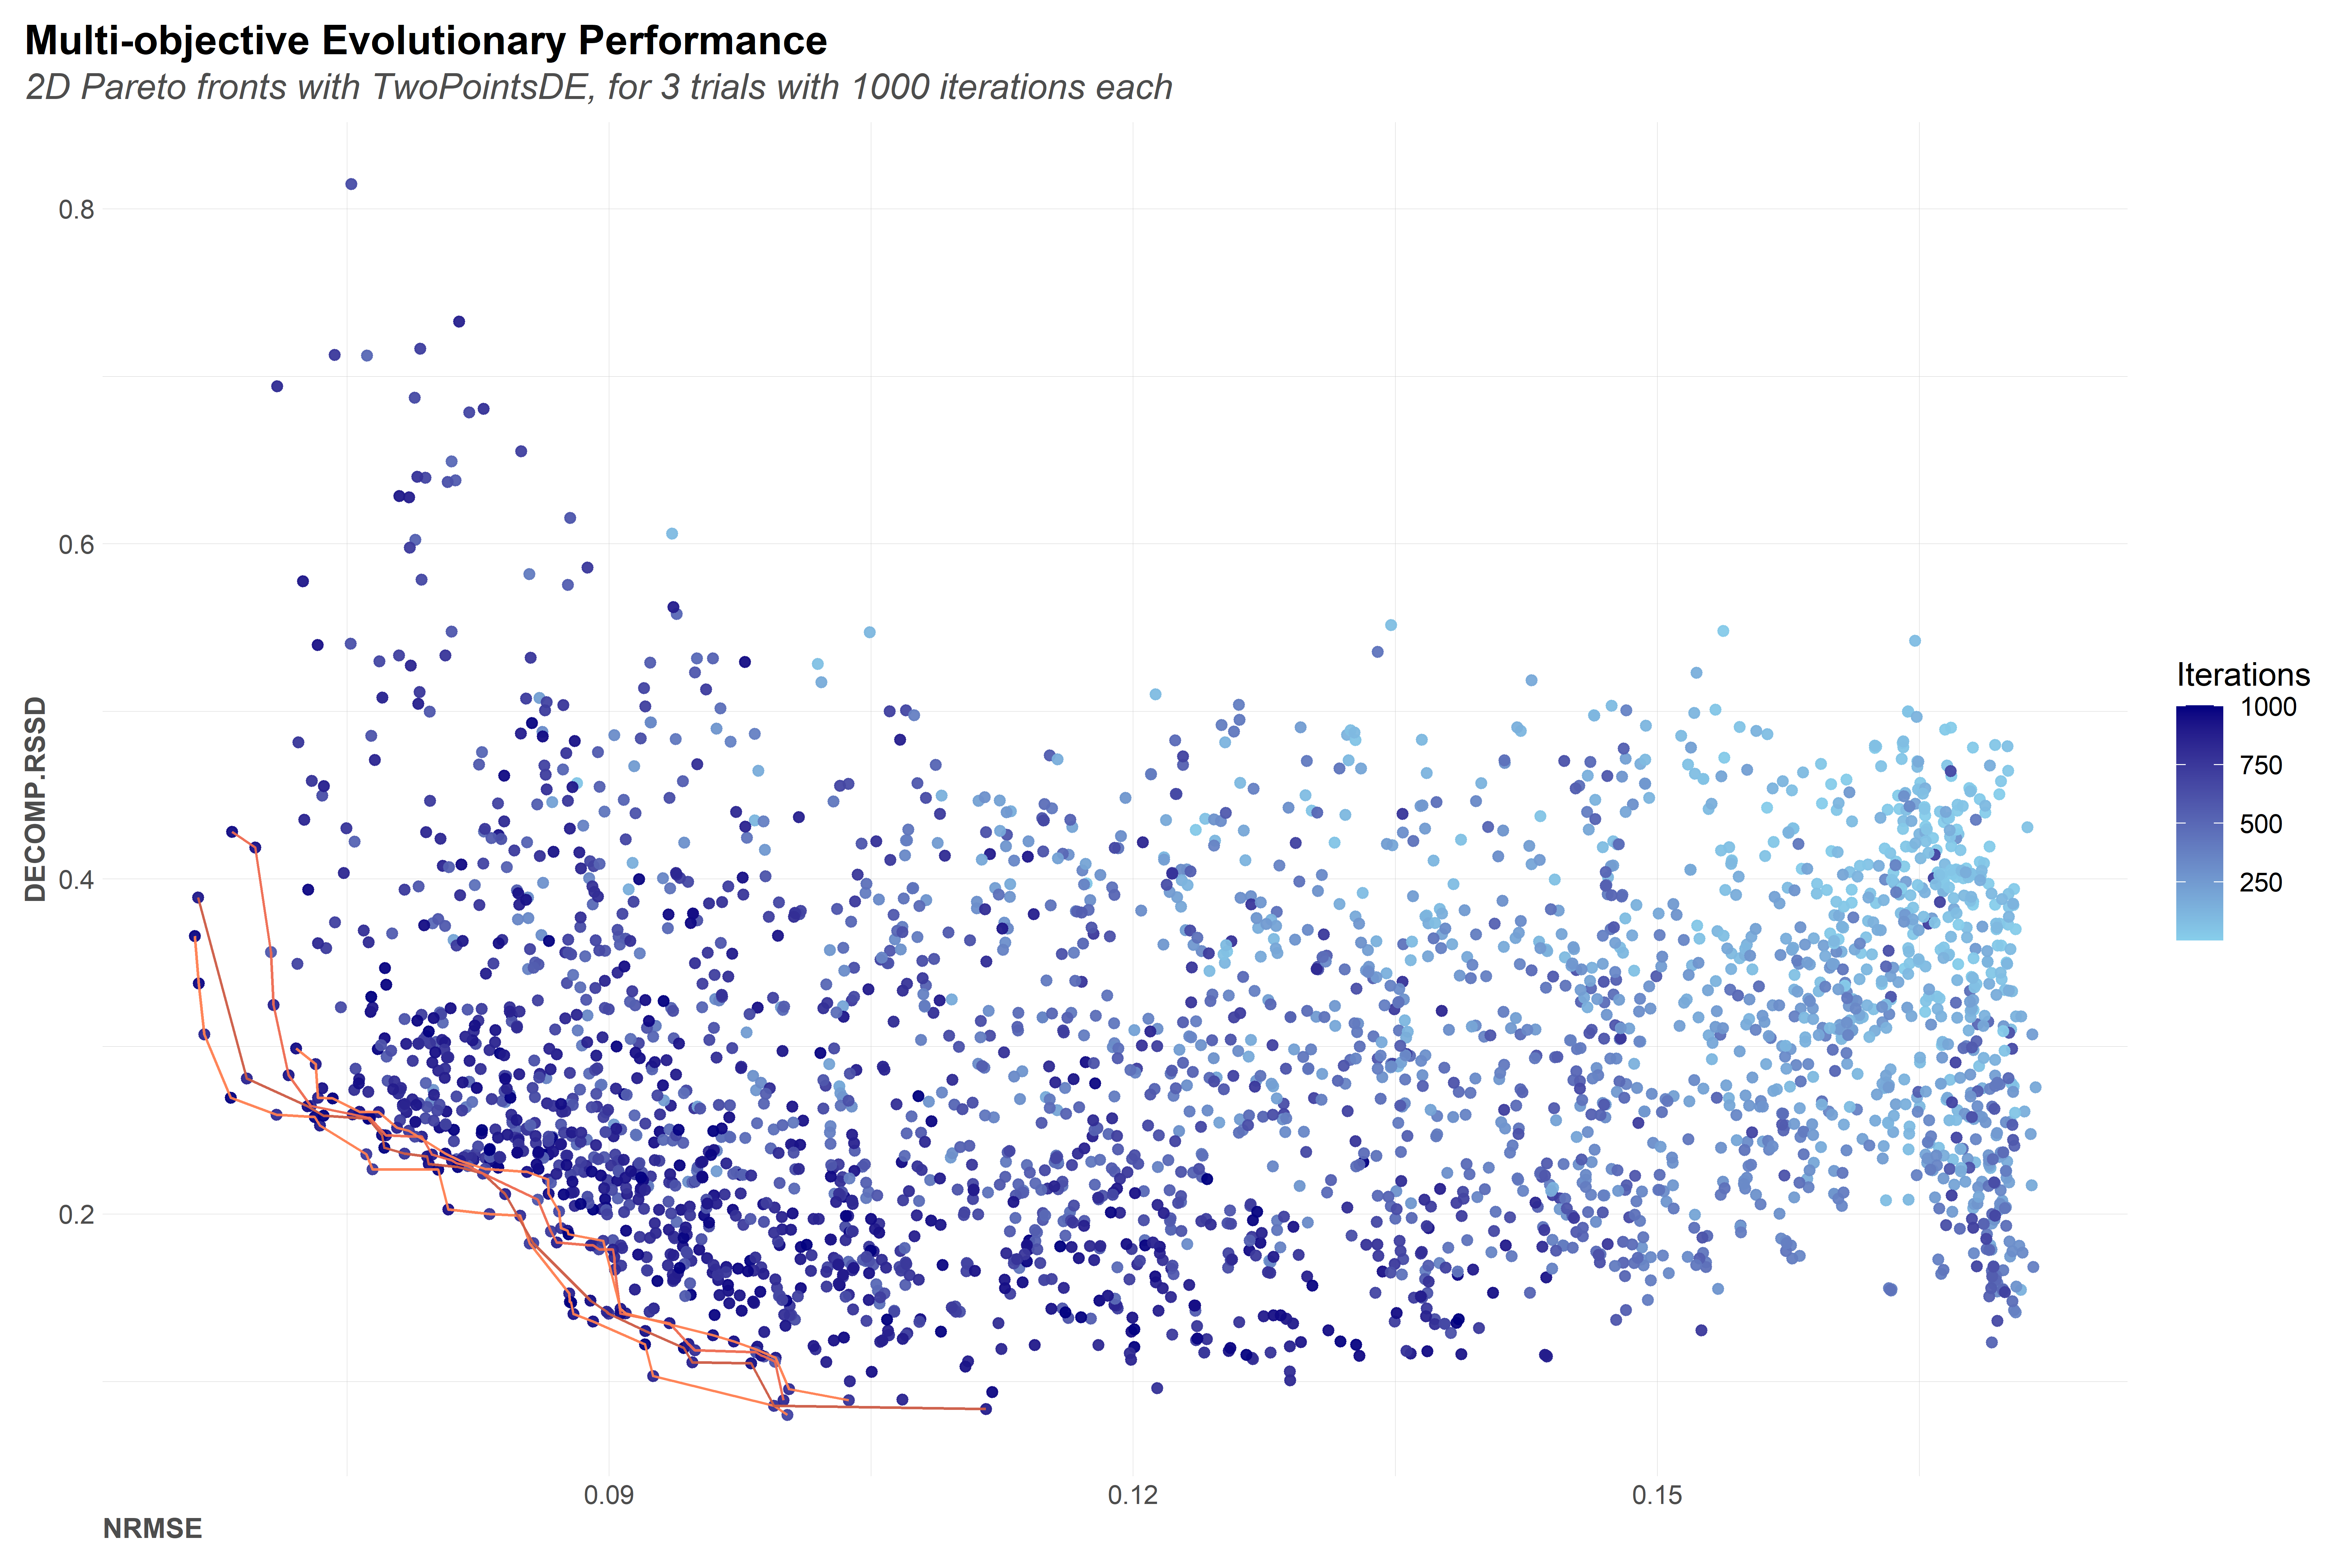 Multi-objective Evolutionary Performance
2D Pareto fronts with TwoPointsDE, for 3 trials with 1000 iterations each
DECOMP.RSSD
0.8
0.6
0.4
0.2
0.09
0.12
0.15
NRMSE
Iterations
1000
750
500
250